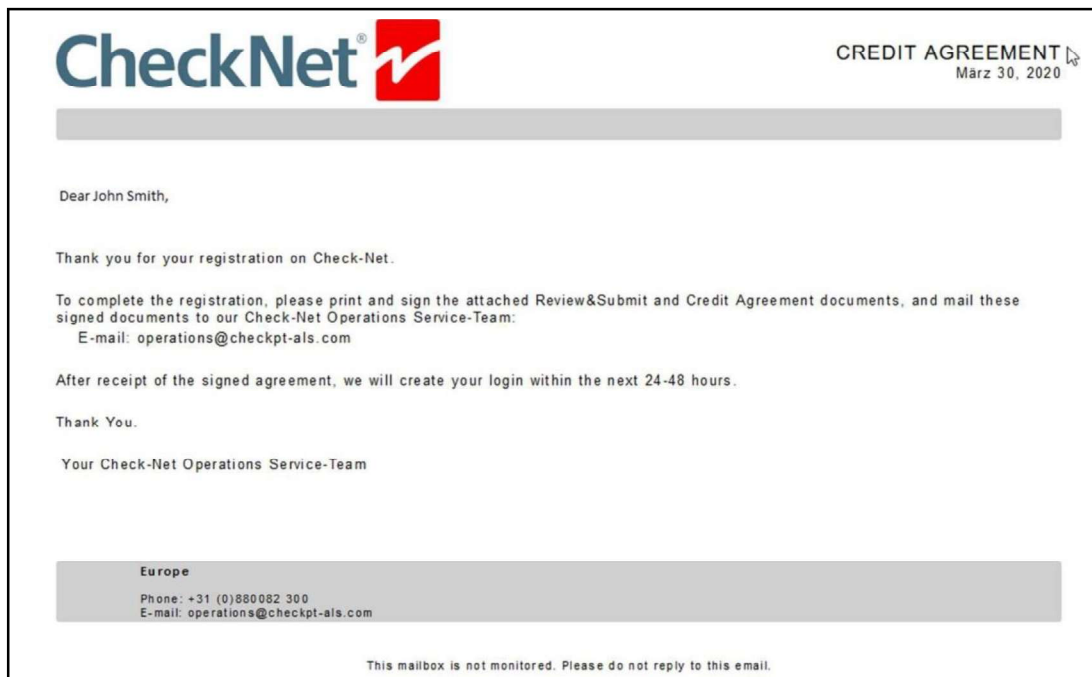 CheckNet®
CREDIT AGREEMENT
März 30, 2020
Dear John Smith,
Thank you for your registration on Check-Net.
To complete the registration, please print and sign the attached Review&Submit and Credit Agreement documents, and mail these
signed documents to our Check-Net Operations Service-Team:
E-mail: operations@checkpt-als.com
After receipt of the signed agreement, we will create your login within the next 24-48 hours.
Thank You.
Your Check-Net Operations Service-Team
Europe
Phone: +31 (0)880082 300
E-mail: operations@checkpt-als.com
This mailbox is not monitored. Please do not reply to this email.